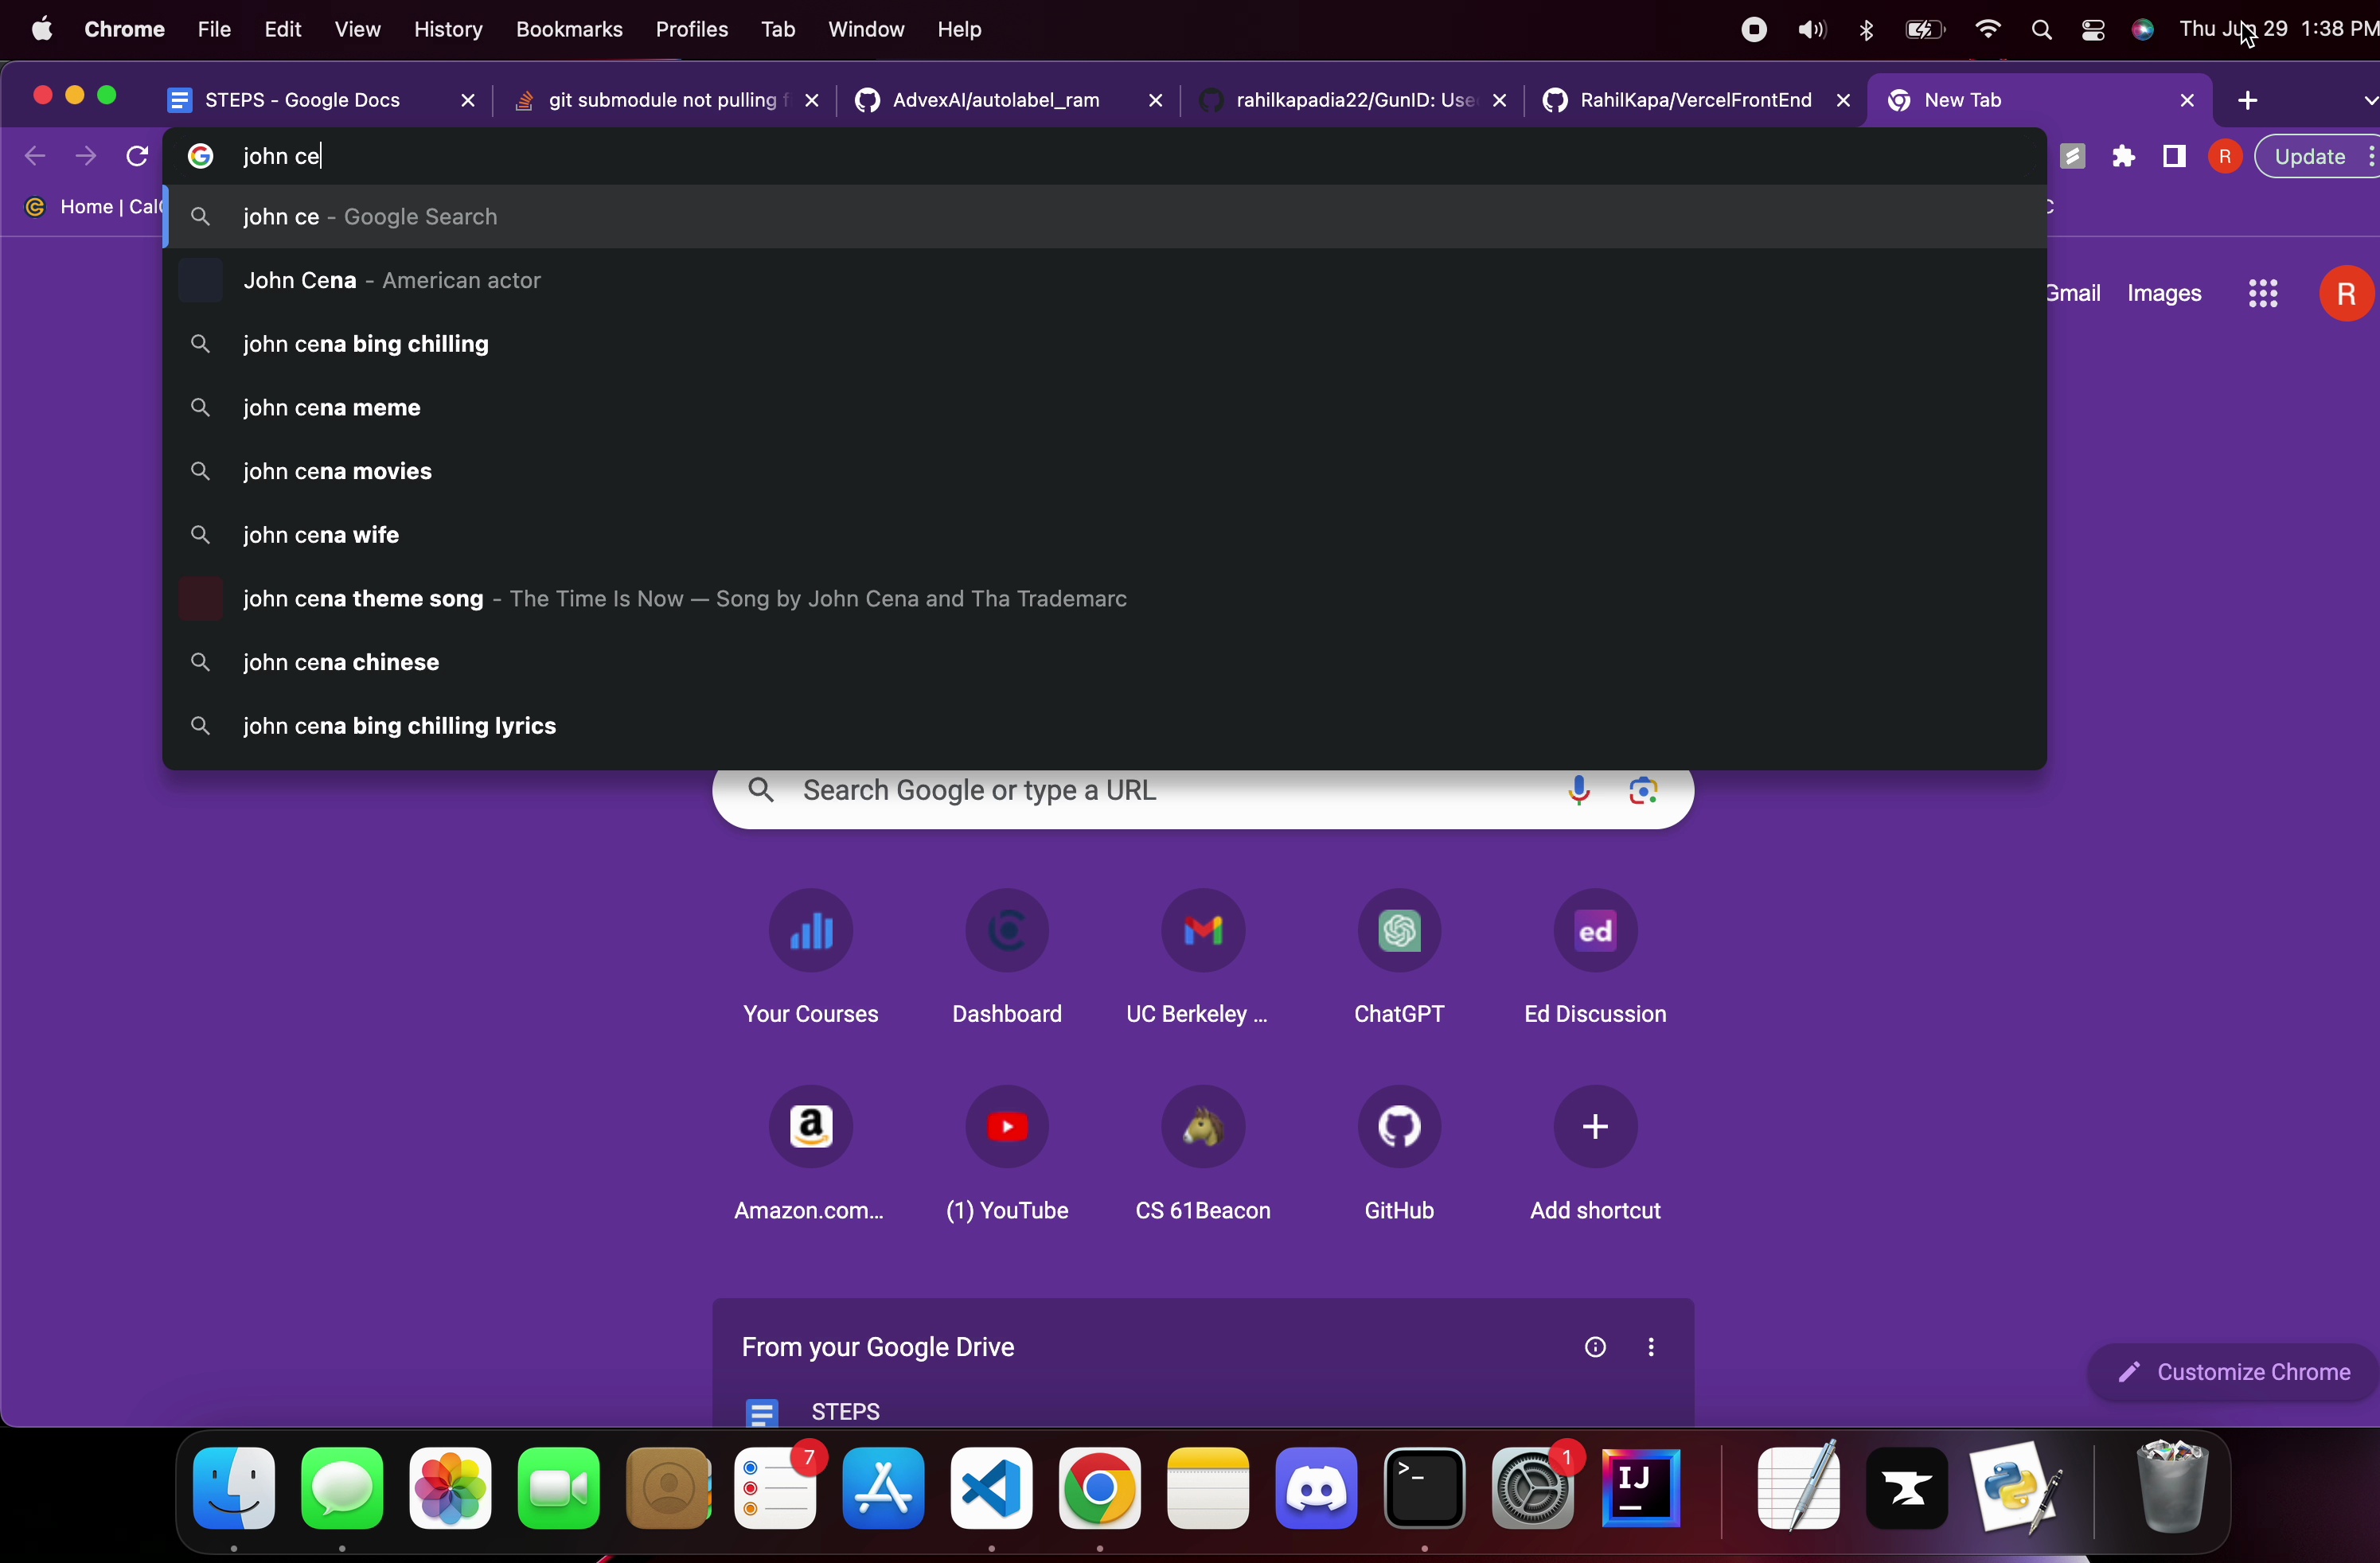 Chrome File Edit View History Bookmarks Profiles Tab Window Help Thu Jun 29 1:38 PM
STEPS - Google Docs git submodule not pulling AdvexAI/autolabel_ram rahilkapadia22/GunID: Use RahilKapa/VercelFrontEnd New Tab
john ce R Update
Home | Cal
john ce - Google Search
John Cena - American actor
Gmail Images R
john cena bing chilling
john cena meme
john cena movies
john cena wife
john cena theme song - The Time Is Now — Song by John Cena and Tha Trademarc
john cena chinese
john cena bing chilling lyrics
Search Google or type a URL
ed
Your Courses Dashboard UC Berkeley ... ChatGPT Ed Discussion
a
Amazon.com... (1) YouTube CS 61Beacon GitHub Add shortcut
From your Google Drive
Customize Chrome
STEPS
7 1
IJ